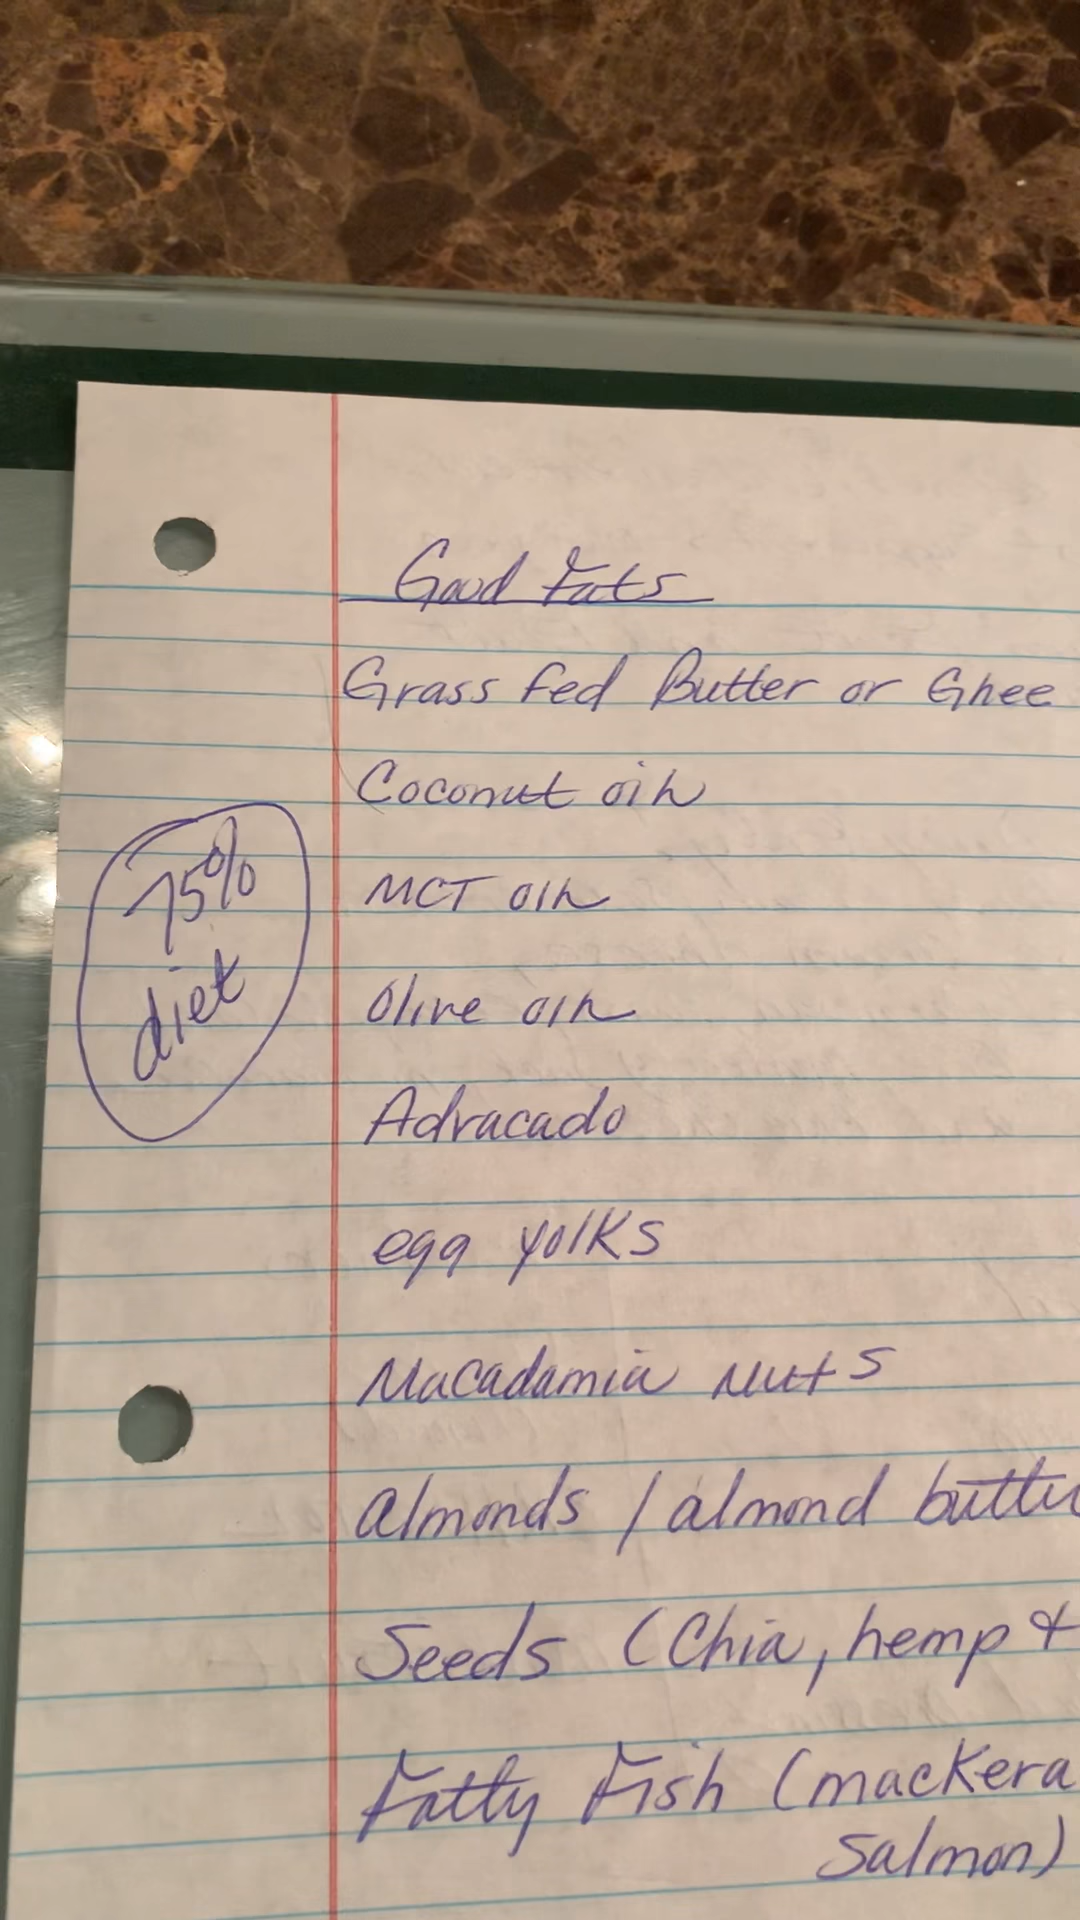 Good Fats
Grass Fed Butter or Ghee
Coconut oil
MCT oil
Olive oil
75%
diet
Advacado
egg yolks
Macadamia Nuts
almonds / almond butte
Seeds (Chia, hemp &
Fatty Fish (mackera
Salmon)